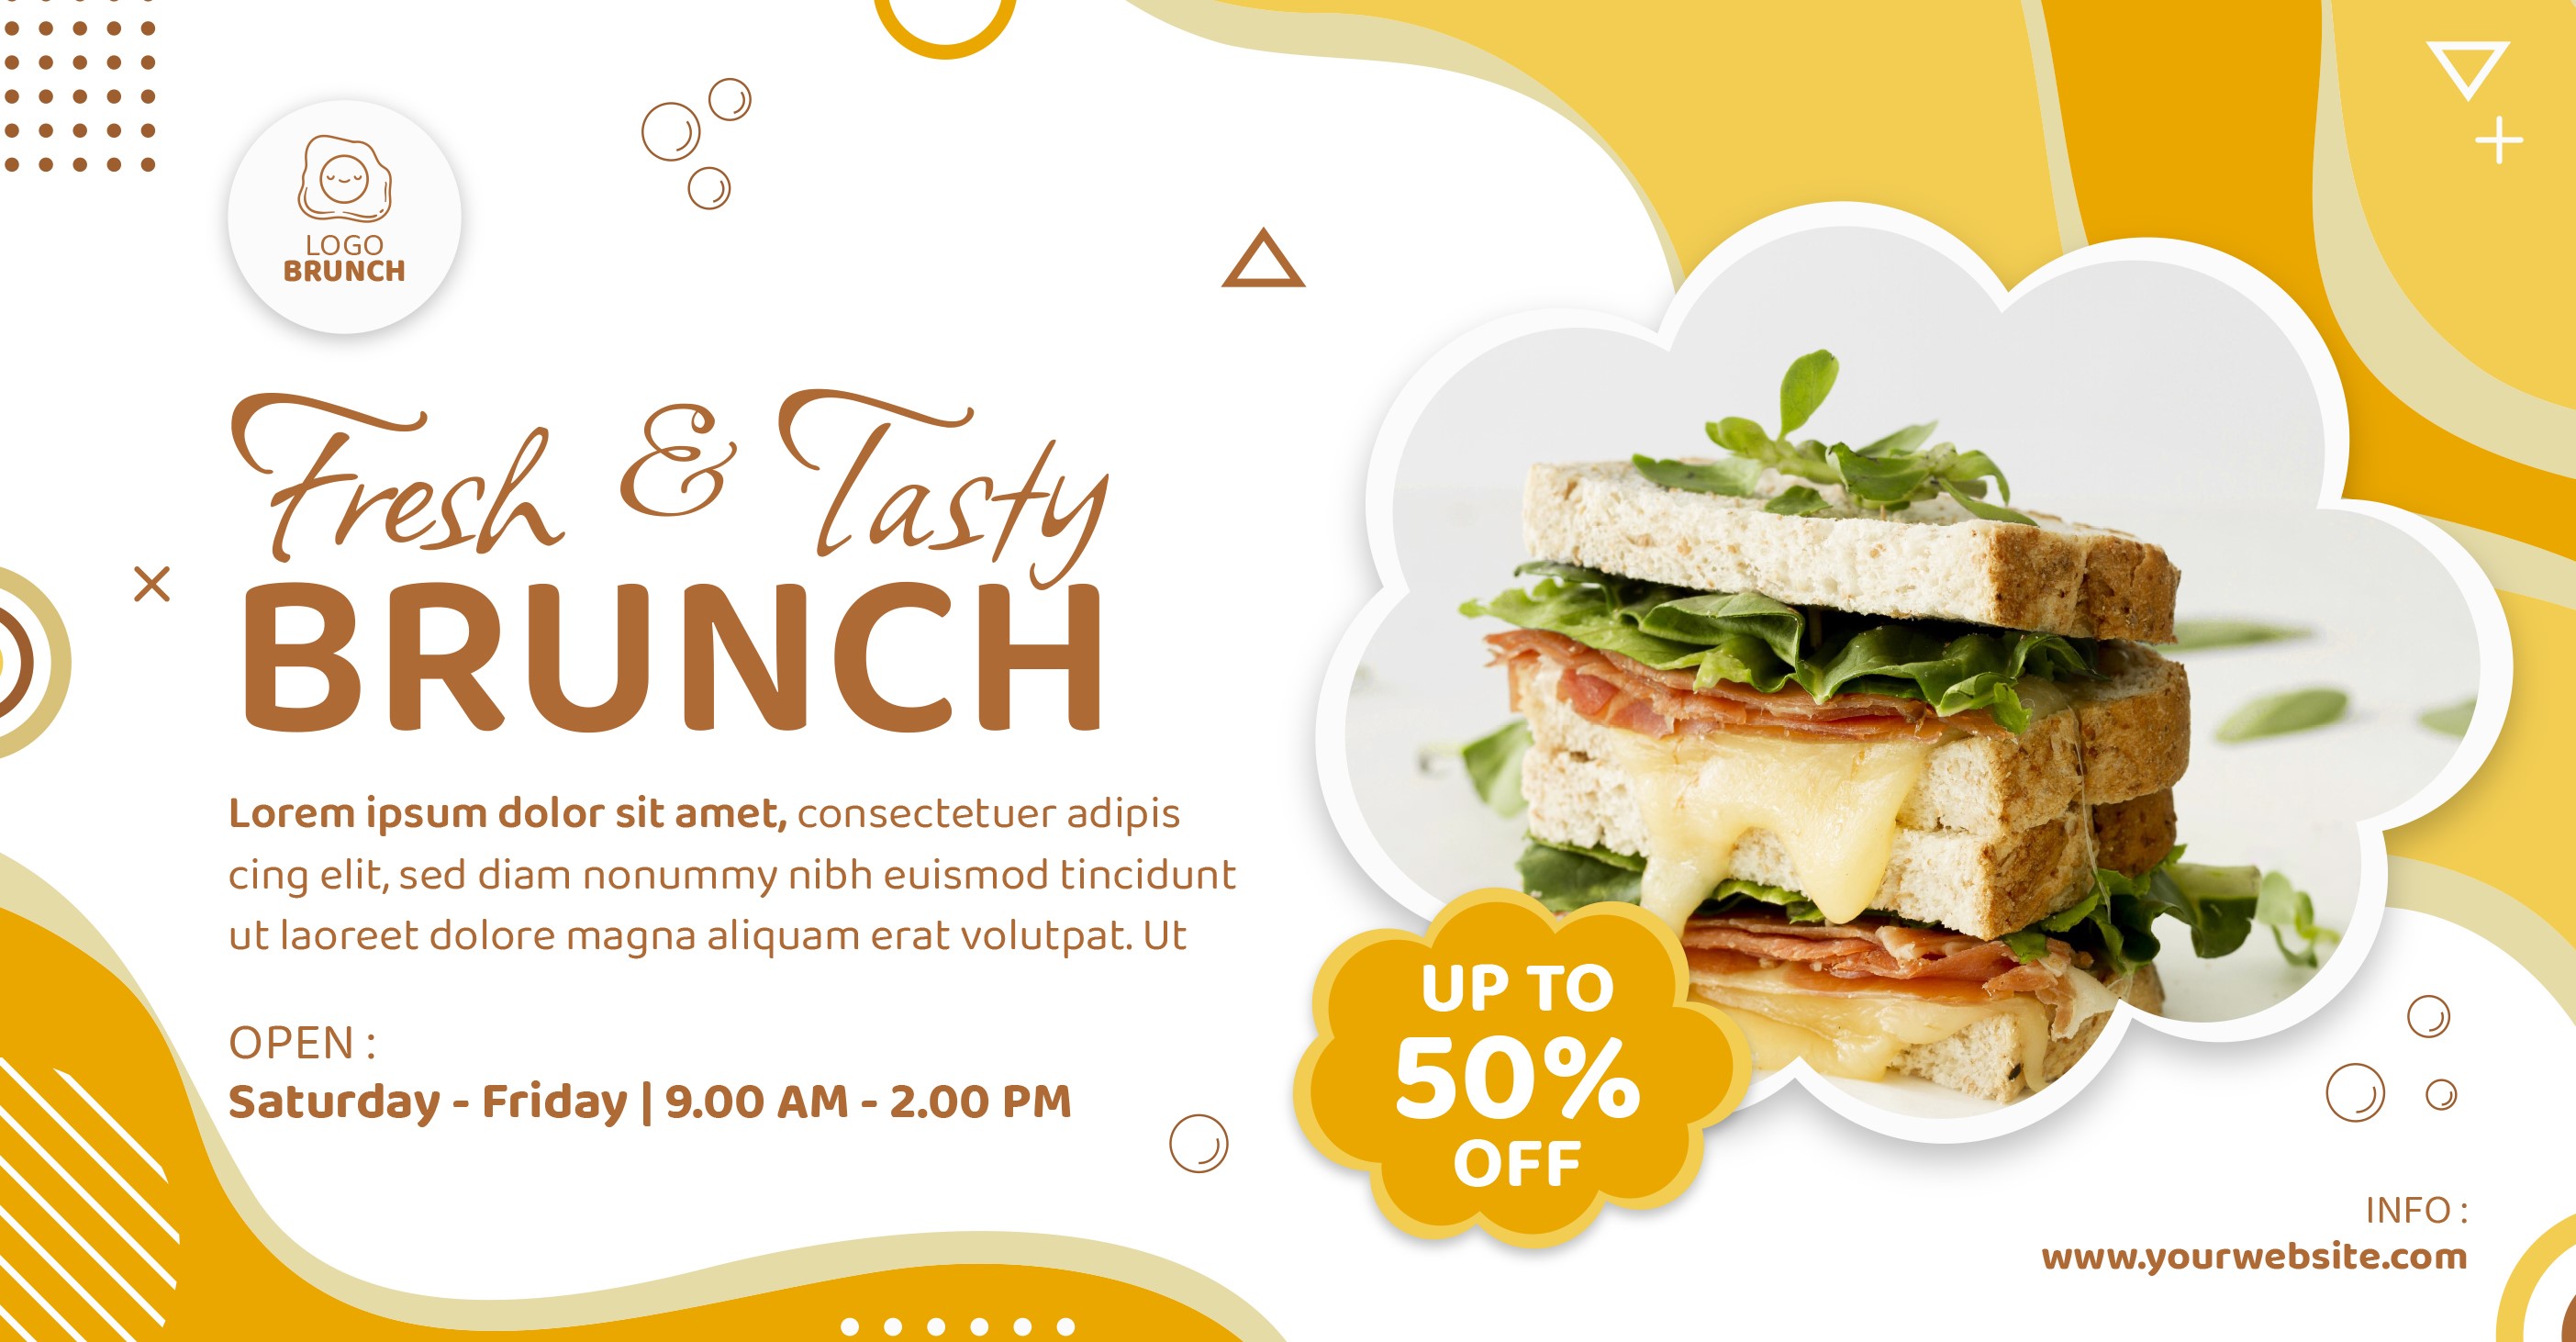 LOGO
BRUNCH
Fresh & Tasty
BRUNCH
Lorem ipsum dolor sit amet, consectetuer adipis
cing elit, sed diam nonummy nibh euismod tincidunt
ut laoreet dolore magna aliquam erat volutpat. Ut
OPEN :
Saturday - Friday | 9.00 AM - 2.00 PM
UP TO
50%
OFF
INFO :
www.yourwebsite.com